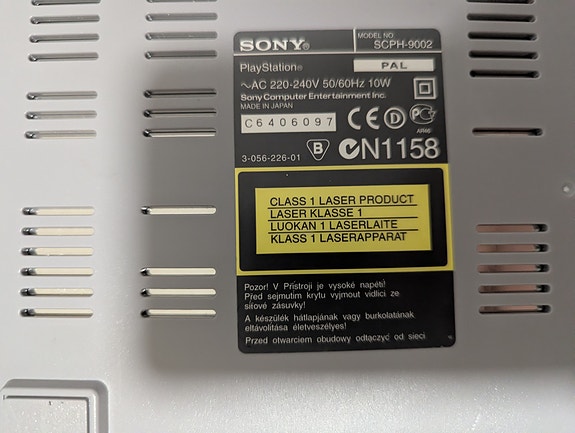 SONY®
MODEL NO.
SCPH-9002
PlayStation®
PAL
～AC 220-240V 50/60Hz 10W
Sony Computer Entertainment Inc.
MADE IN JAPAN
C6406097
CE D PC
AЯ46
3-056-226-01 B N1158
CLASS 1 LASER PRODUCT
LASER KLASSE 1
LUOKAN 1 LASERLAITE
KLASS 1 LASERAPPARAT
Pozor! V Přístroji je vysoké napětí!
Před sejmutím krytu vyjmout vidlici ze
síťové zásuvky!
A készülék hátlapjának vagy burkolatának
eltávolítása életveszélyes!
Przed otwarciem obudowy odłączyć od sieci